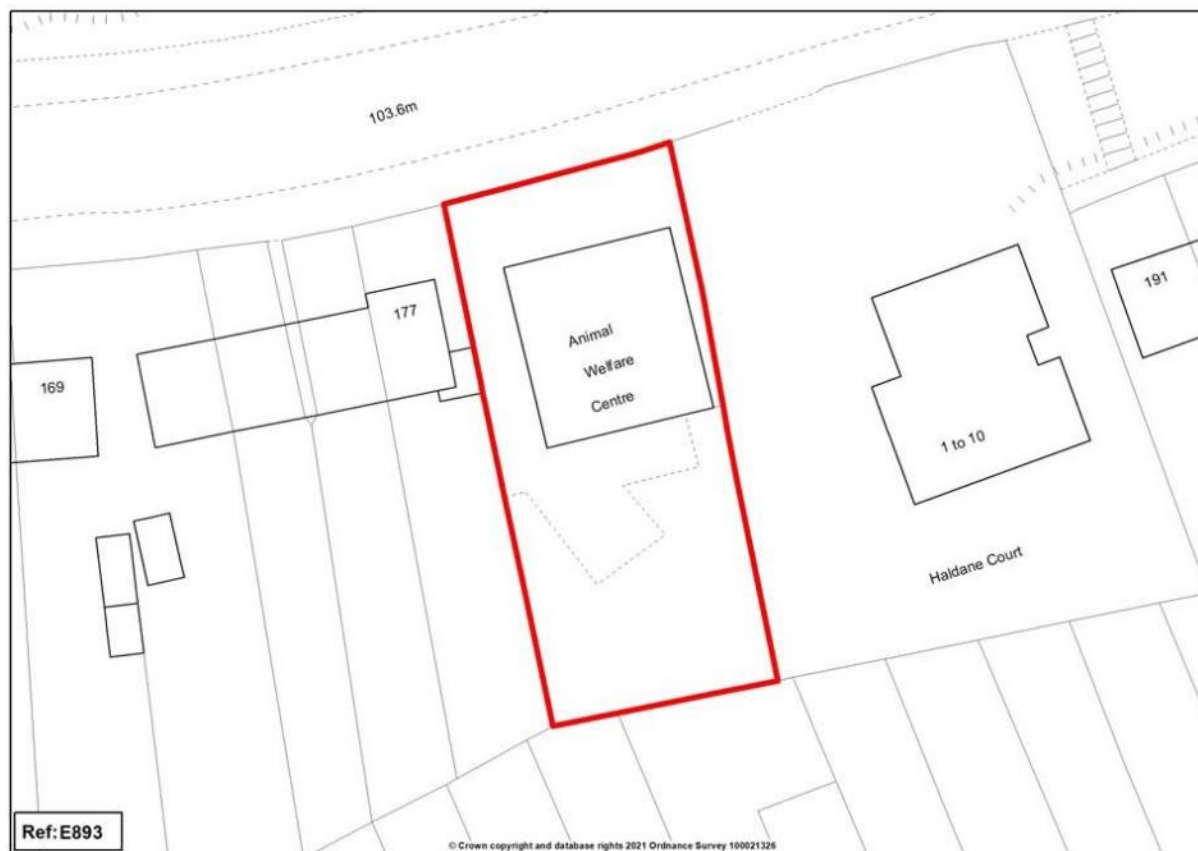 103.6m
177
169
Animal
Welfare
Centre
191
1 to 10
Haldane Court
Ref:E893
© Crown copyright and database rights 2021 Ordnance Survey 100021326